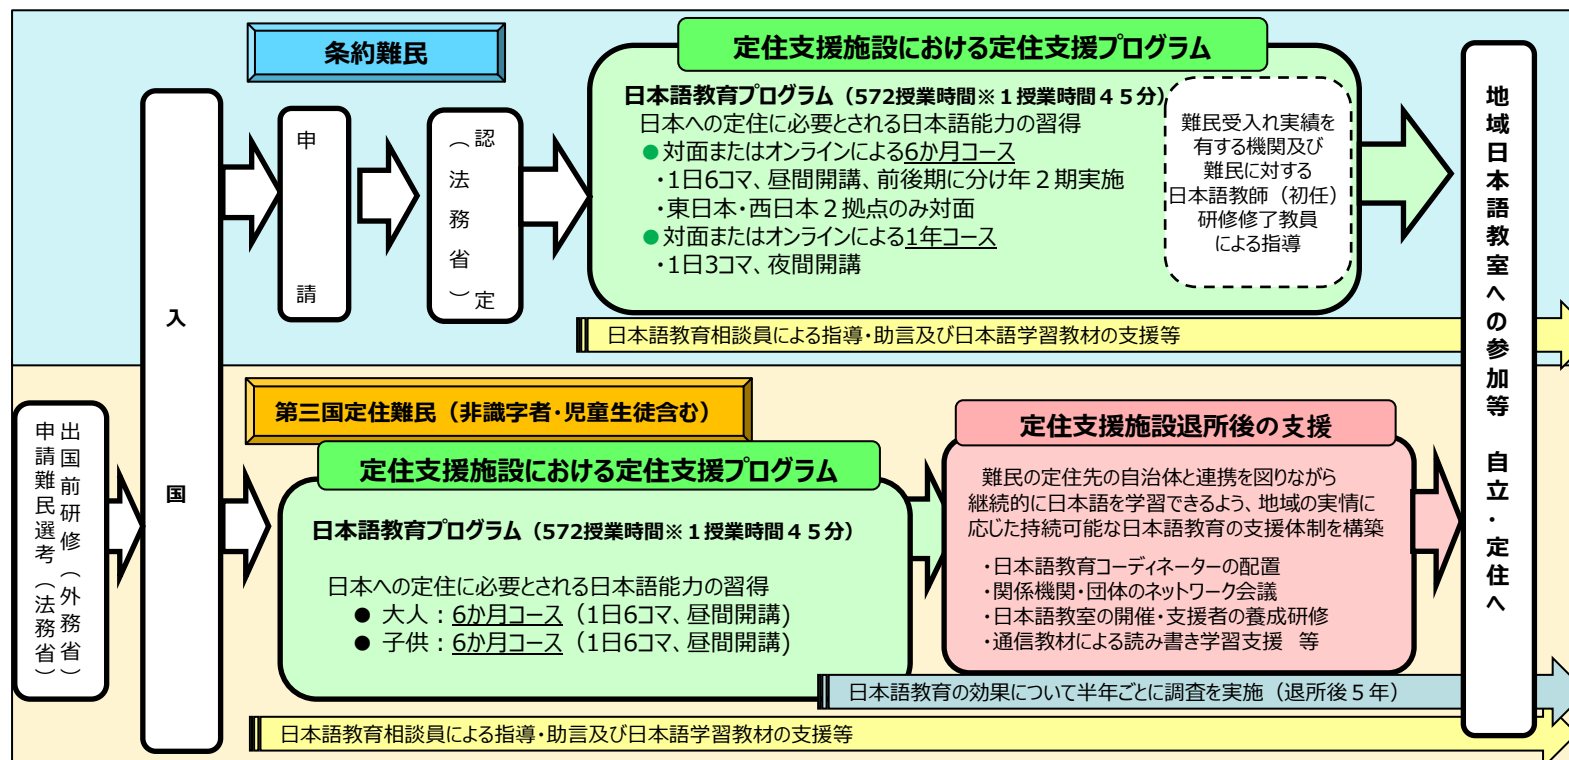 条約難民
定住支援施設における定住支援プログラム
入国
申請
認定
（法務省）
日本語教育プログラム（572授業時間※１授業時間４５分）
日本への定住に必要とされる日本語能力の習得
●対面またはオンラインによる6か月コース
・1日6コマ、昼間開講、前後期に分け年２期実施
・東日本・西日本２拠点のみ対面
●対面またはオンラインによる1年コース
・1日3コマ、夜間開講
難民受入れ実績を
有する機関及び
難民に対する
日本語教師（初任）
研修修了教員
による指導
日本語教育相談員による指導・助言及び日本語学習教材の支援等
地域日本語教室への参加等　自立・定住へ
第三国定住難民（非識字者・児童生徒含む）
出国前研修（外務省）
申請難民選考（法務省）
定住支援施設における定住支援プログラム
日本語教育プログラム（572授業時間※１授業時間４５分）
日本への定住に必要とされる日本語能力の習得
● 大人：6か月コース（1日6コマ、昼間開講）
● 子供：6か月コース（1日6コマ、昼間開講）
定住支援施設退所後の支援
難民の定住先の自治体と連携を図りながら
継続的に日本語を学習できるよう、地域の実情に
応じた持続可能な日本語教育の支援体制を構築
・日本語教育コーディネーターの配置
・関係機関・団体のネットワーク会議
・日本語教室の開催・支援者の養成研修
・通信教材による読み書き学習支援　等
日本語教育の効果について半年ごとに調査を実施（退所後５年）
日本語教育相談員による指導・助言及び日本語学習教材の支援等